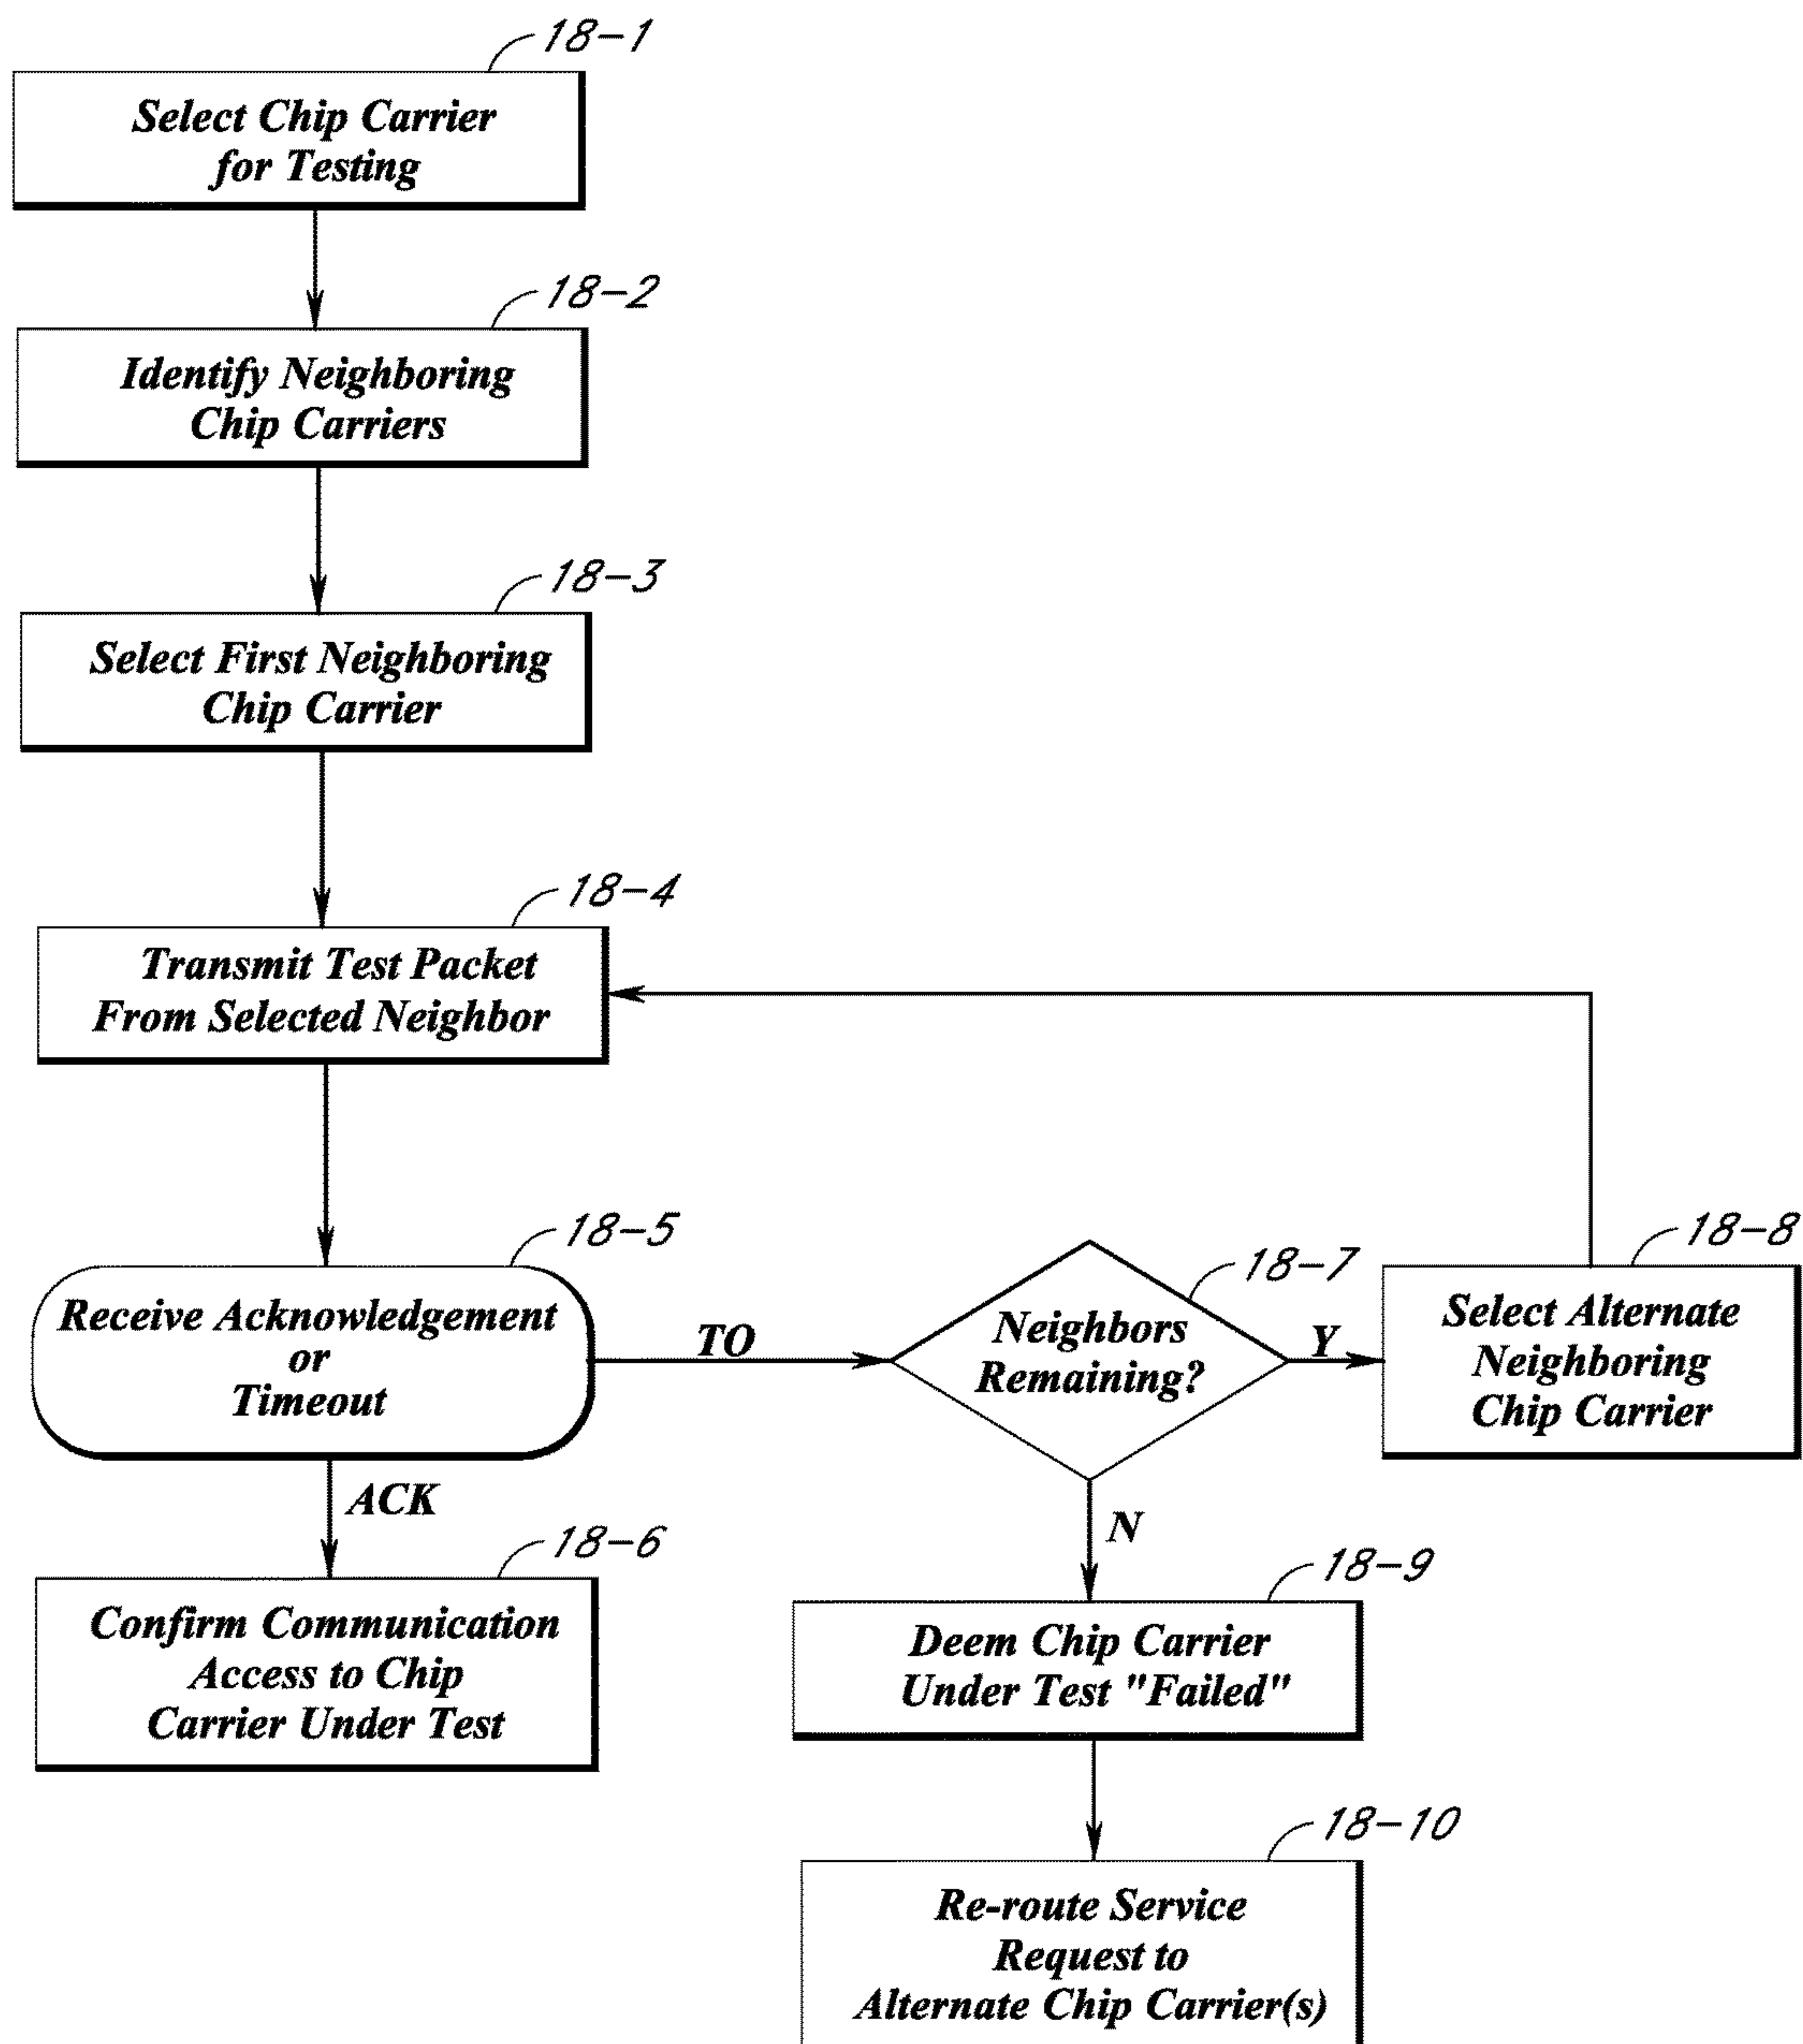 18-1
Select Chip Carrier
for Testing
18-2
Identify Neighboring
Chip Carriers
18-3
Select First Neighboring
Chip Carrier
18-4
Transmit Test Packet
From Selected Neighbor
18-5
Receive Acknowledgement
or
Timeout
TO
ACK
18-6
Confirm Communication
Access to Chip
Carrier Under Test
18-7
Neighbors
Remaining?
Y
N
18-8
Select Alternate
Neighboring
Chip Carrier
18-9
Deem Chip Carrier
Under Test "Failed"
18-10
Re-route Service
Request to
Alternate Chip Carrier(s)